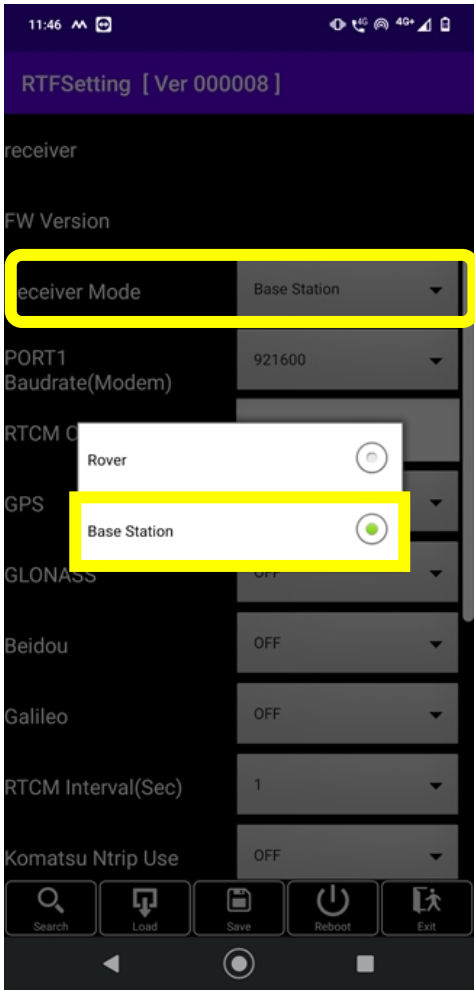 11:46
4G
4G+
RTFSetting [ Ver 000008 ]
receiver
FW Version
eceiver Mode
Base Station
PORT1
Baudrate(Modem)
921600
RTCM
Rover
GPS
Base Station
GLONASS
OFF
Beidou
OFF
Galileo
OFF
RTCM Interval(Sec)
1
Komatsu Ntrip Use
OFF
Search
Load
Save
Reboot
Exit